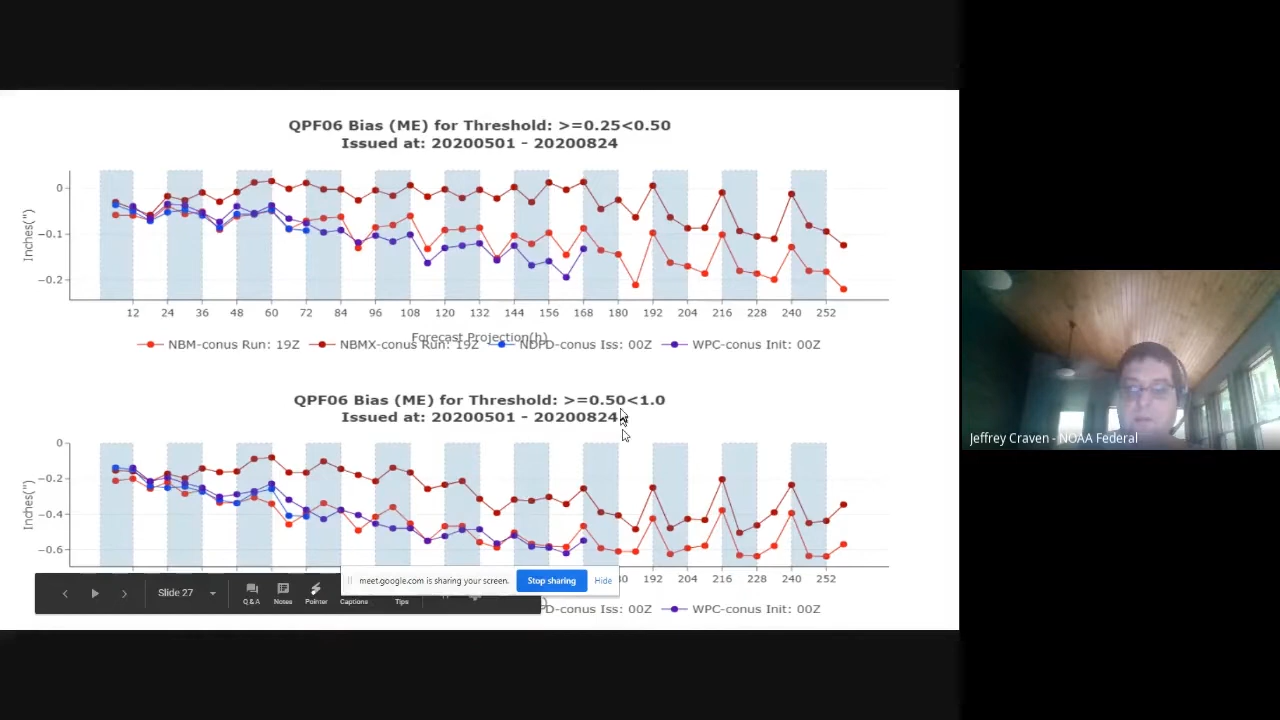 QPF06 Bias (ME) for Threshold: >=0.25<0.50
Issued at: 20200501 - 20200824
0
−0.1
−0.2
Inches(")
12 24 36 48 60 72 84 96 108 120 132 144 156 168 180 192 204 216 228 240 252
Forecast Projection(h)
NBM-conus Run: 19Z NBMX-conus Run: 19Z NDFD-conus Iss: 00Z WPC-conus Init: 00Z
QPF06 Bias (ME) for Threshold: >=0.50<1.0
Issued at: 20200501 - 20200824
0
−0.2
−0.4
−0.6
Inches(")
192 204 216 228 240 252
-conus Iss: 00Z WPC-conus Init: 00Z
meet.google.com is sharing your screen.
Stop sharing
Hide
Slide 27
Q & A
Notes
Pointer
Captions
Tips
Jeffrey Craven - NOAA Federal